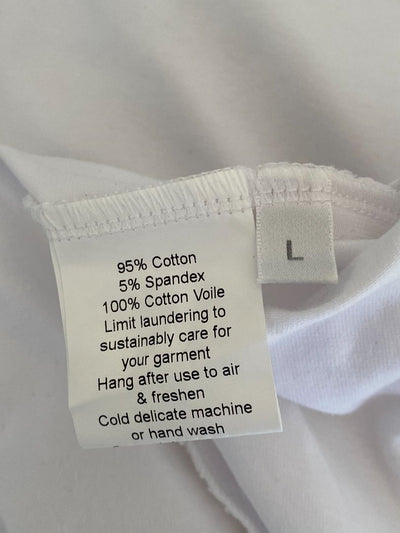 95% Cotton
5% Spandex
100% Cotton Voile
Limit laundering to
sustainably care for
your garment
Hang after use to air
& freshen
Cold delicate machine
or hand wash
L